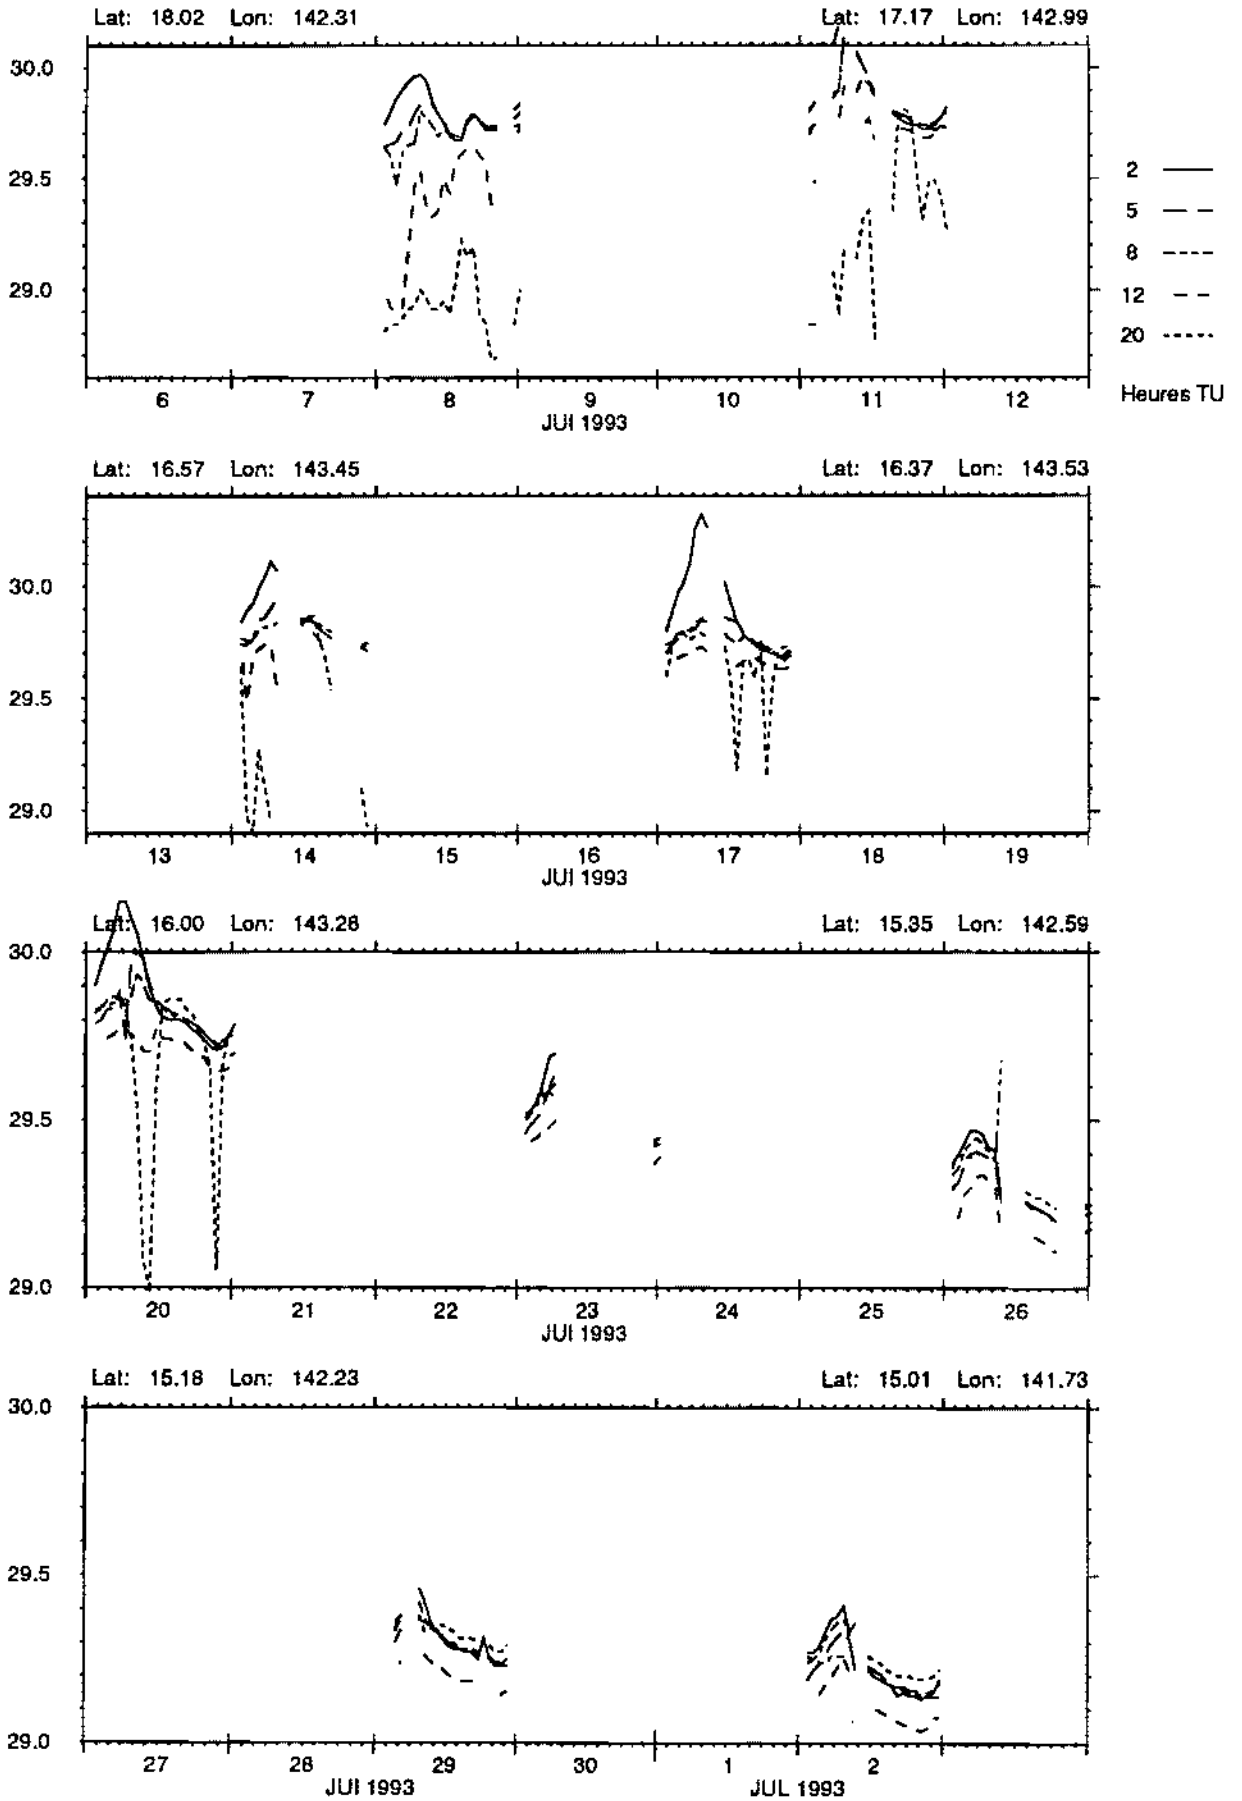 Lat: 18.02 Lon: 142.31 Lat: 17.17 Lon: 142.99
30.0
29.5
29.0
2
5
8
12
20
Heures TU
6 7 8 9 10 11 12
JUI 1993
Lat: 16.57 Lon: 143.45 Lat: 16.37 Lon: 143.53
30.0
29.5
29.0
13 14 15 16 17 18 19
JUI 1993
Lat: 16.00 Lon: 143.28 Lat: 15.35 Lon: 142.59
30.0
29.5
29.0
20 21 22 23 24 25 26
JUI 1993
Lat: 15.18 Lon: 142.23 Lat: 15.01 Lon: 141.73
30.0
29.5
29.0
27 28 29 30 1 2
JUI 1993 JUL 1993